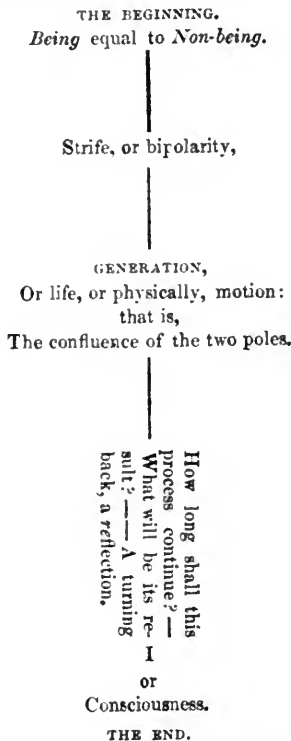 THE BEGINNING.
Being equal to Non-being.
Strife, or bipolarity,
GENERATION,
Or life, or physically, motion:
that is,
The confluence of the two poles.
How long shall this
process continue?—
What will be its re-
sult?—— A turning
back, a reflection.
I
or
Consciousness.
THE END.